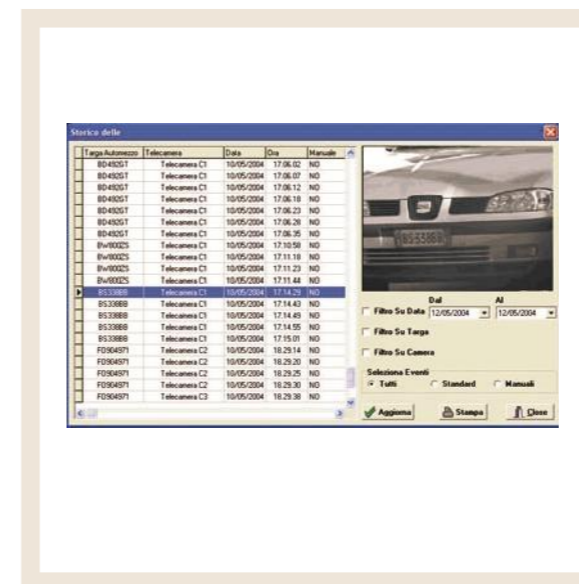 Storico delle
Targa Automezzo Telecamera Data Ora Manuale
BD492GT Telecamera C1 10/05/2004 17.06.02 NO
BD492GT Telecamera C1 10/05/2004 17.06.07 NO
BD492GT Telecamera C1 10/05/2004 17.06.12 NO
BD492GT Telecamera C1 10/05/2004 17.06.18 NO
BD492GT Telecamera C1 10/05/2004 17.06.23 NO
BD492GT Telecamera C1 10/05/2004 17.06.28 NO
BD492GT Telecamera C1 10/05/2004 17.06.35 NO
BW800ZS Telecamera C1 10/05/2004 17.10.58 NO
BW800ZS Telecamera C1 10/05/2004 17.11.18 NO
BW800ZS Telecamera C1 10/05/2004 17.11.23 NO
BW800ZS Telecamera C1 10/05/2004 17.11.44 NO
BS338BB Telecamera C1 10/05/2004 17.14.29 NO
BS338BB Telecamera C1 10/05/2004 17.14.43 NO
BS338BB Telecamera C1 10/05/2004 17.14.49 NO
BS338BB Telecamera C1 10/05/2004 17.14.55 NO
BS338BB Telecamera C1 10/05/2004 17.15.01 NO
FO904971 Telecamera C2 10/05/2004 18.29.14 NO
FO904971 Telecamera C2 10/05/2004 18.29.20 NO
FO904971 Telecamera C2 10/05/2004 18.29.25 NO
FO904971 Telecamera C2 10/05/2004 18.29.30 NO
FO904971 Telecamera C3 10/05/2004 18.29.38 NO
BS338BB
Dal Al
Filtro Su Data 12/05/2004 12/05/2004
Filtro Su Targa
Filtro Su Camera
Seleziona Eventi
Tutti Standard Manuali
Aggiorna Stampa Close